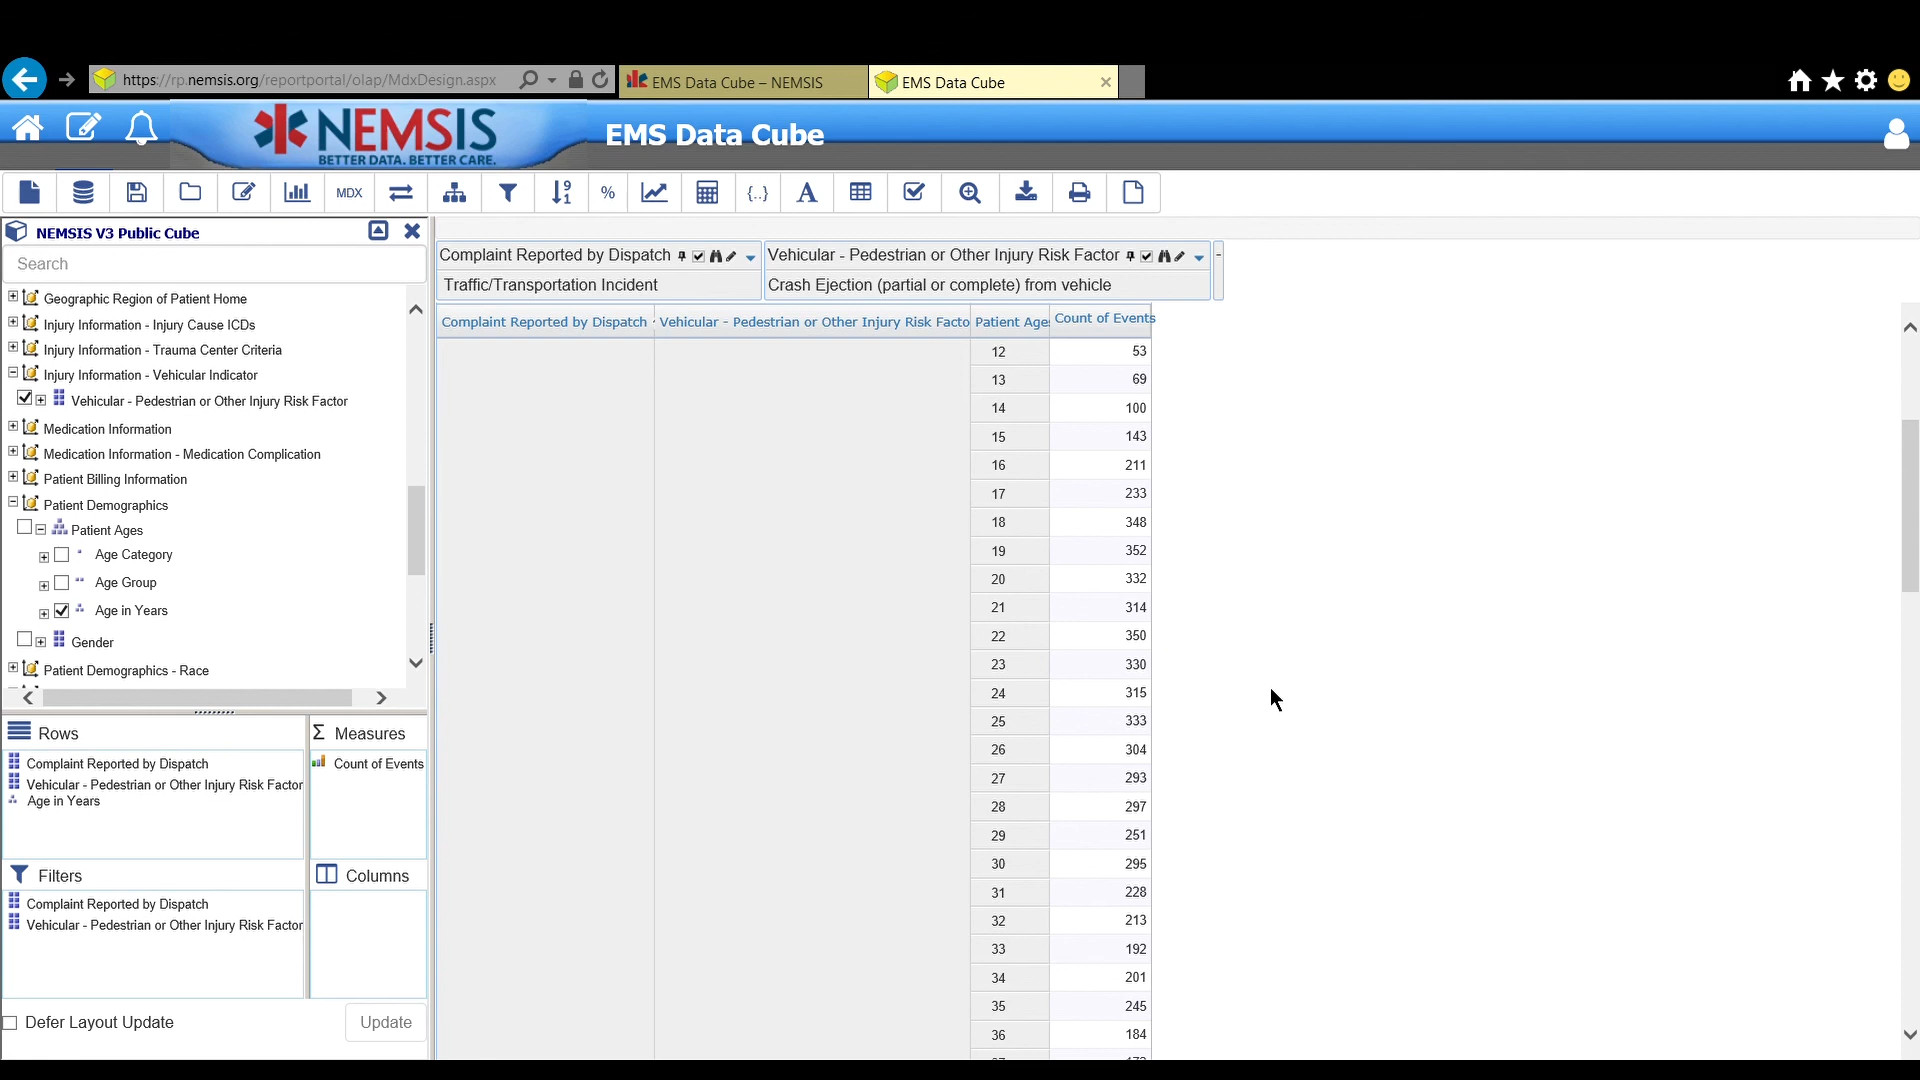 https://rp.nemsis.org/reportportal/olap/MdxDesign.aspx
EMS Data Cube – NEMSIS
EMS Data Cube
NEMSIS
BETTER DATA. BETTER CARE.
EMS Data Cube
MDX
%
{..}
A
NEMSIS V3 Public Cube
Search
Geographic Region of Patient Home
Injury Information - Injury Cause ICDs
Injury Information - Trauma Center Criteria
Injury Information - Vehicular Indicator
Vehicular - Pedestrian or Other Injury Risk Factor
Medication Information
Medication Information - Medication Complication
Patient Billing Information
Patient Demographics
Patient Ages
Age Category
Age Group
Age in Years
Gender
Patient Demographics - Race
Rows
Complaint Reported by Dispatch
Vehicular - Pedestrian or Other Injury Risk Factor
Age in Years
Σ Measures
Count of Events
Filters
Complaint Reported by Dispatch
Vehicular - Pedestrian or Other Injury Risk Factor
Columns
Defer Layout Update
Update
Complaint Reported by Dispatch
Traffic/Transportation Incident
Vehicular - Pedestrian or Other Injury Risk Factor
Crash Ejection (partial or complete) from vehicle
Complaint Reported by Dispatch Vehicular - Pedestrian or Other Injury Risk Facto Patient Age Count of Events
12 53
13 69
14 100
15 143
16 211
17 233
18 348
19 352
20 332
21 314
22 350
23 330
24 315
25 333
26 304
27 293
28 297
29 251
30 295
31 228
32 213
33 192
34 201
35 245
36 184